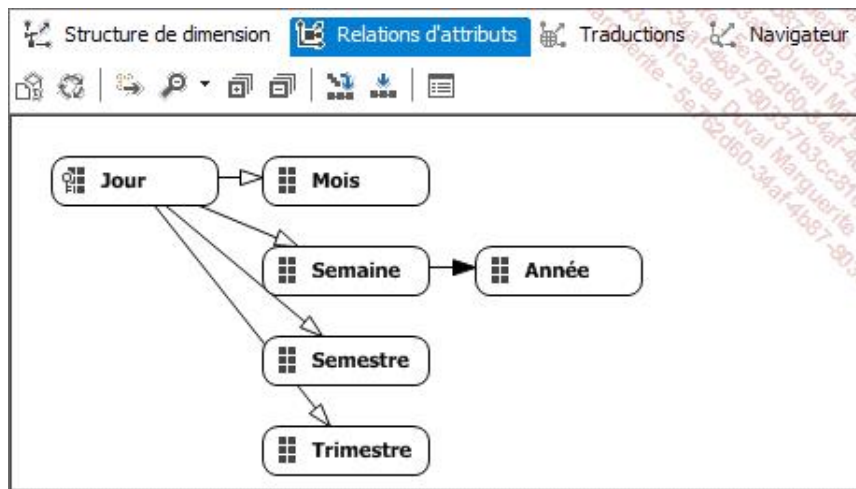 Structure de dimension Relations d'attributs Traductions Navigateur
Jour Mois
Semaine Année
Semestre
Trimestre